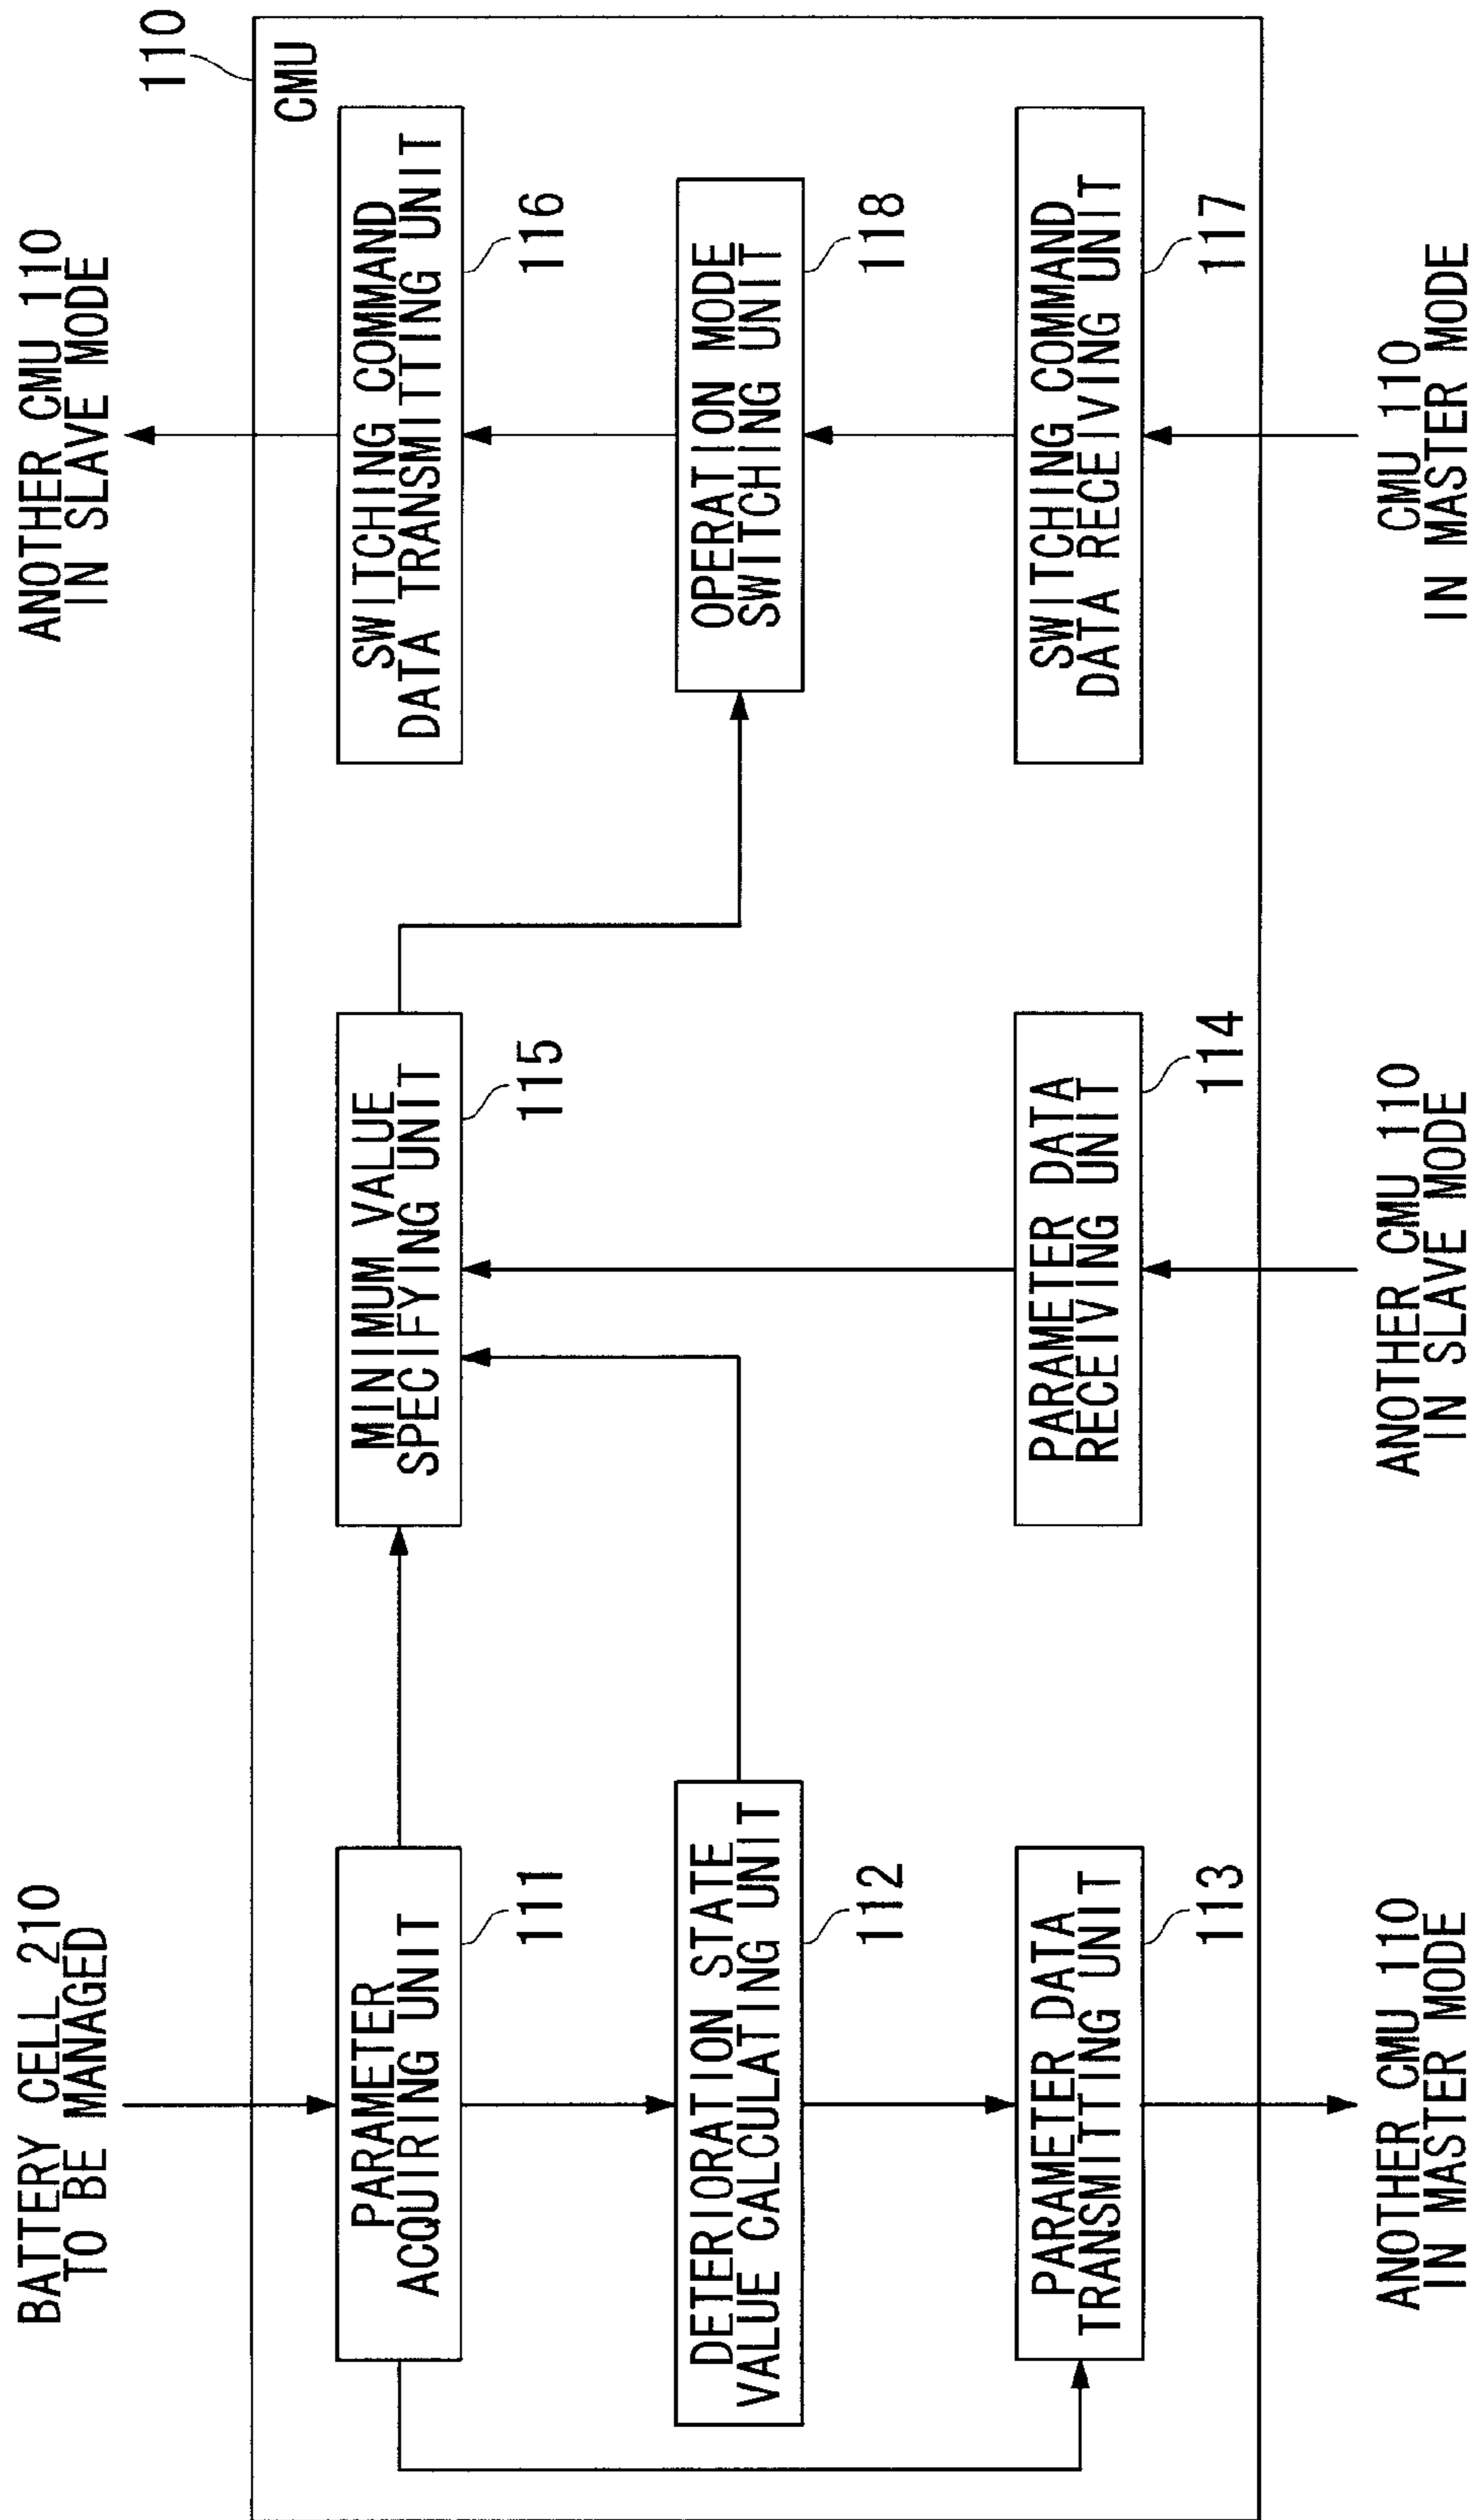 BATTERY CELL 210
TO BE MANAGED
ANOTHER CMU 110
IN SLAVE MODE
110
CMU
PARAMETER
ACQUIRING UNIT
111
MINIMUM VALUE
SPECIFYING UNIT
115
SWITCHING COMMAND
DATA TRANSMITTING UNIT
116
DETERIORATION STATE
VALUE CALCULATING UNIT
112
OPERATION MODE
SWITCHING UNIT
118
PARAMETER DATA
TRANSMITTING UNIT
113
PARAMETER DATA
RECEIVING UNIT
114
SWITCHING COMMAND
DATA RECEIVING UNIT
117
ANOTHER CMU 110
IN MASTER MODE
ANOTHER CMU 110
IN SLAVE MODE
CMU 110
IN MASTER MODE